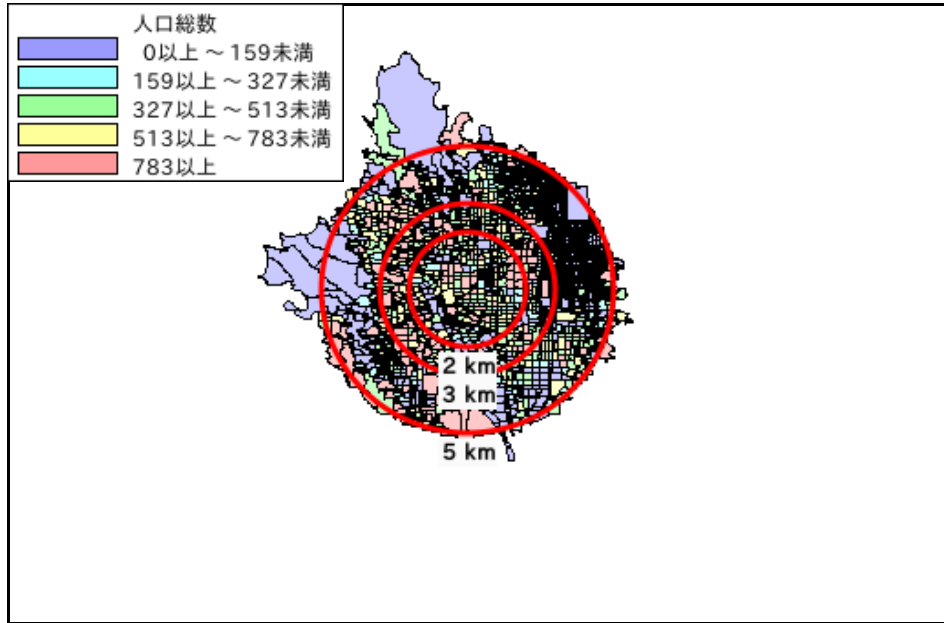 人口総数
0以上 ～ 159未満
159以上 ～ 327未満
327以上 ～ 513未満
513以上 ～ 783未満
783以上
2 km
3 km
5 km